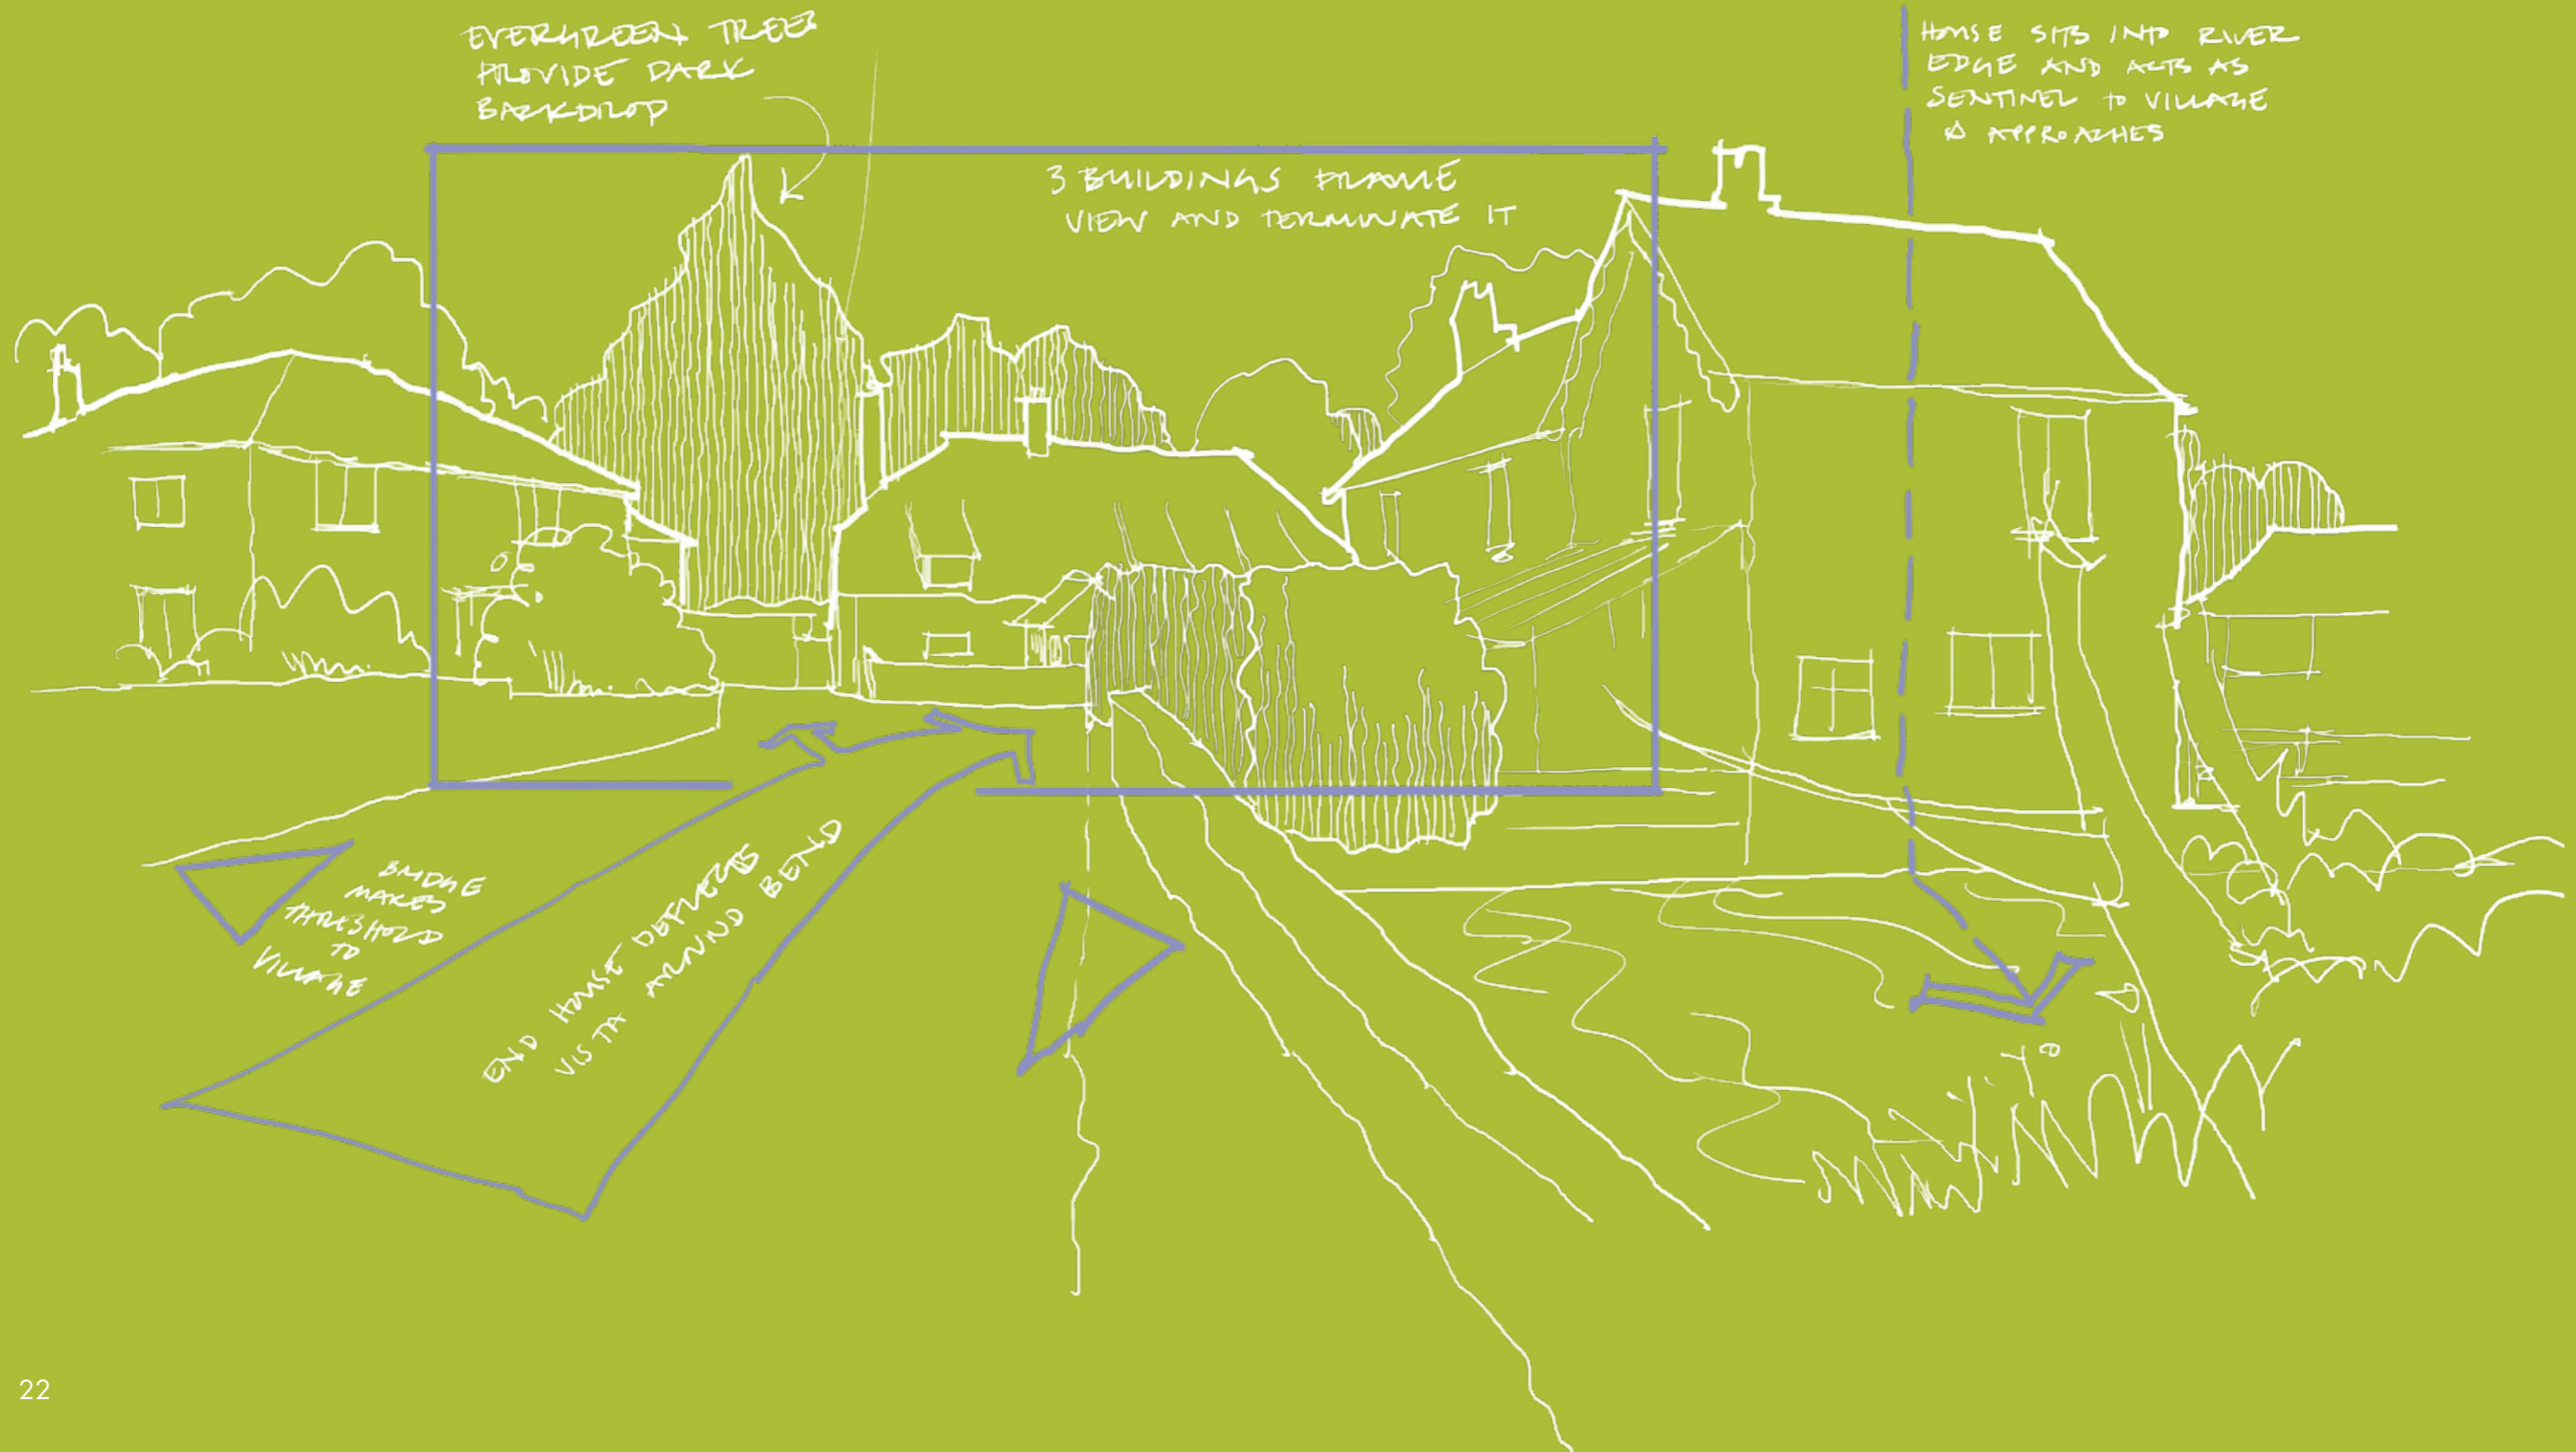 EVERGREEN TREES
PROVIDE DARK
BACKDROP
3 BUILDINGS FRAME
VIEW AND TERMINATE IT
HOUSE SITS INTO RIVER
EDGE AND ACTS AS
SENTINEL to VILLAGE
& APPROACHES
BRIDGE
MAKES
THRESHOLD
TO
VILLAGE
END HOUSE DEFLECTS
VISTA AROUND BEND
22